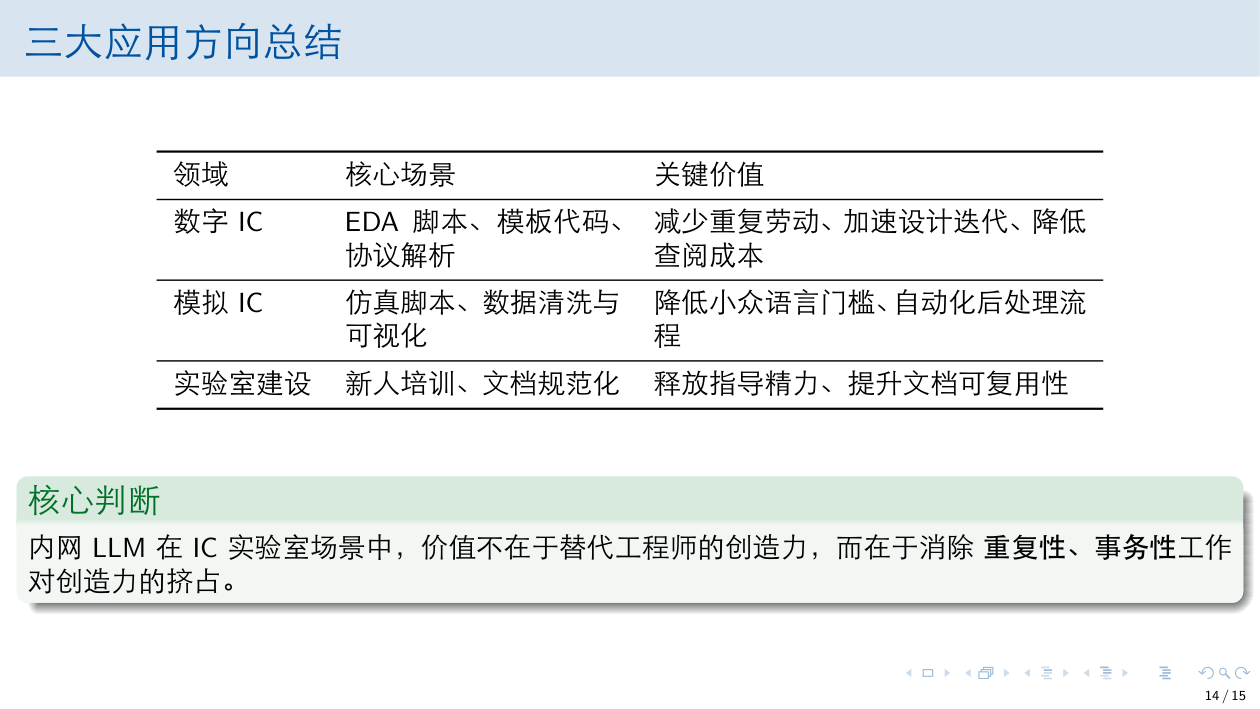 三大应用方向总结
领域 核心场景 关键价值
数字 IC EDA 脚本、模板代码、 减少重复劳动、加速设计迭代、降低
协议解析 查阅成本
模拟 IC 仿真脚本、数据清洗与 降低小众语言门槛、自动化后处理流
可视化 程
实验室建设 新人培训、文档规范化 释放指导精力、提升文档可复用性
核心判断
内网 LLM 在 IC 实验室场景中，价值不在于替代工程师的创造力，而在于消除 重复性、事务性工作
对创造力的挤占。
14 / 15